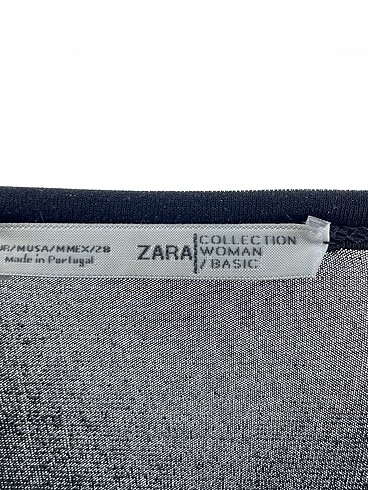 UR/MUSA/MMEX/28
Made in Portugal
ZARA
COLLECTION
WOMAN
/ BASIC